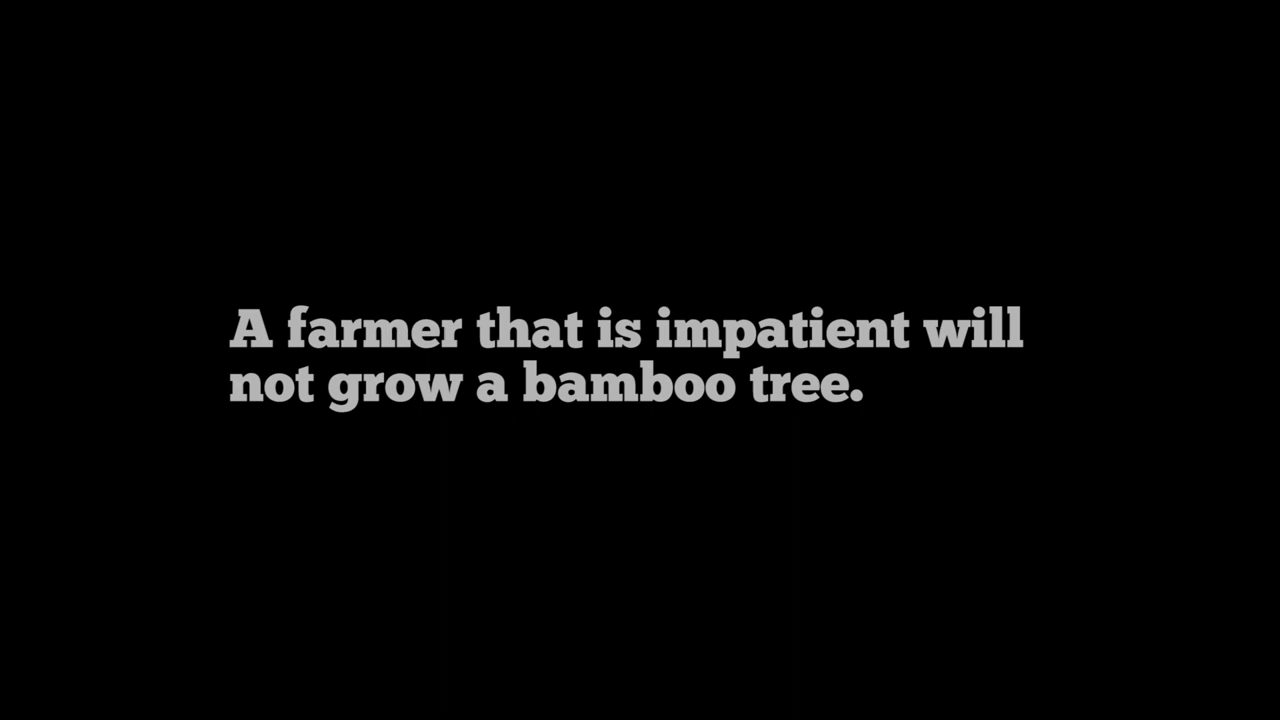 A farmer that is impatient will
not grow a bamboo tree.